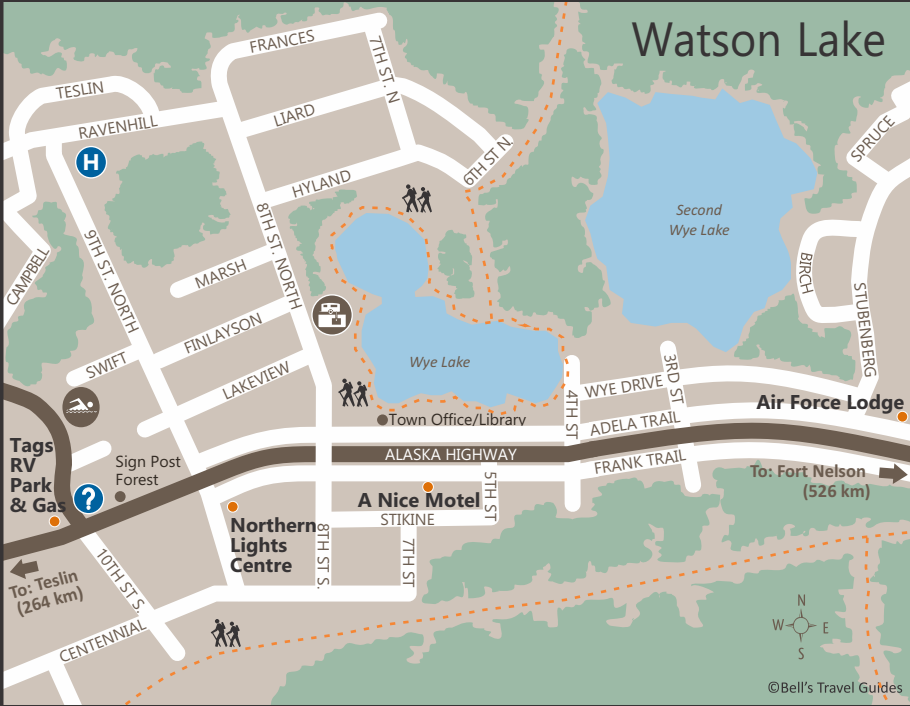 Watson Lake
FRANCES
7TH ST. N
TESLIN
LIARD
RAVENHILL
SPRUCE
H
6TH ST N.
HYLAND
8TH ST. NORTH
Second
Wye Lake
9TH ST. NORTH
CAMPBELL
MARSH
BIRCH
STUBENBERG
FINLAYSON
SWIFT
LAKEVIEW
Wye Lake
3RD ST
WYE DRIVE
4TH ST
Air Force Lodge
Town Office/Library
ADELA TRAIL
Tags
RV
Park
& Gas
ALASKA HIGHWAY
FRANK TRAIL
Sign Post
Forest
To: Fort Nelson
(526 km)
?
5TH ST
A Nice Motel
STIKINE
Northern
Lights
Centre
8TH ST S.
7TH ST
10TH ST S.
To: Teslin
(264 km)
CENTENNIAL
N
W
E
S
©Bell's Travel Guides